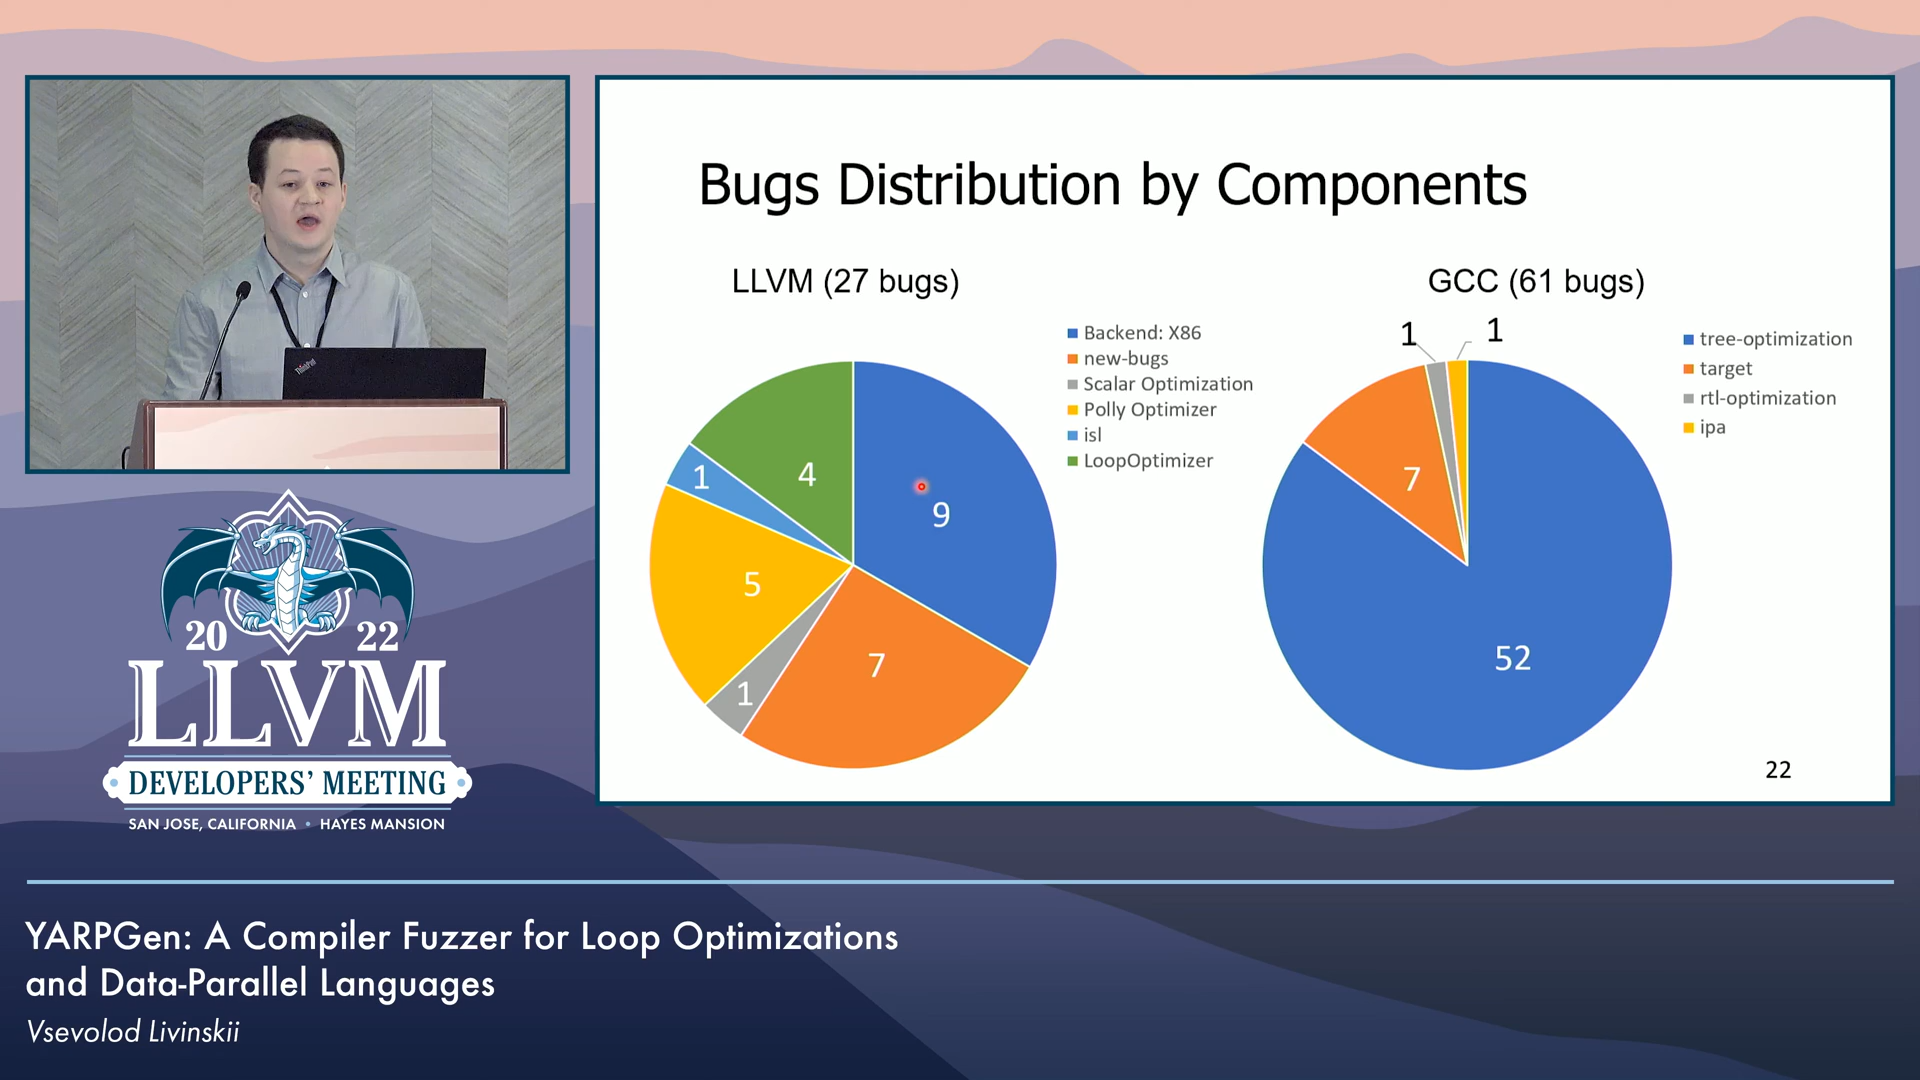 Bugs Distribution by Components
LLVM (27 bugs)
Backend: X86
new-bugs
Scalar Optimization
Polly Optimizer
isl
LoopOptimizer
9
7
1
5
1
4
GCC (61 bugs)
tree-optimization
target
rtl-optimization
ipa
1
1
7
52
22
ThinkPad
20 22
LLVM
DEVELOPERS’ MEETING
SAN JOSE, CALIFORNIA • HAYES MANSION
YARPGen: A Compiler Fuzzer for Loop Optimizations
and Data-Parallel Languages
Vsevolod Livinskii